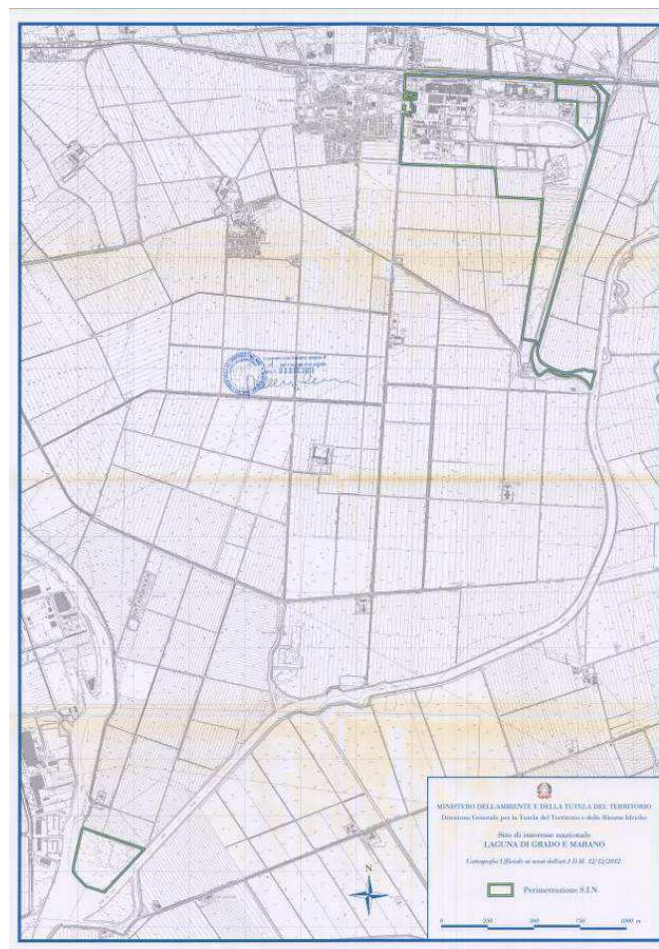 MINISTERO DELL'AMBIENTE E DELLA TUTELA DEL TERRITORIO
Direzione Generale per la Tutela del Territorio e delle Risorse Idriche
Sito di interesse nazionale
LAGUNA DI GRADO E MARANO
Cartografia Ufficiale ai sensi dell'art.1 D.M. 12/12/2012
Perimetrazione S.I.N.
N
0 250 500 750 1000 m